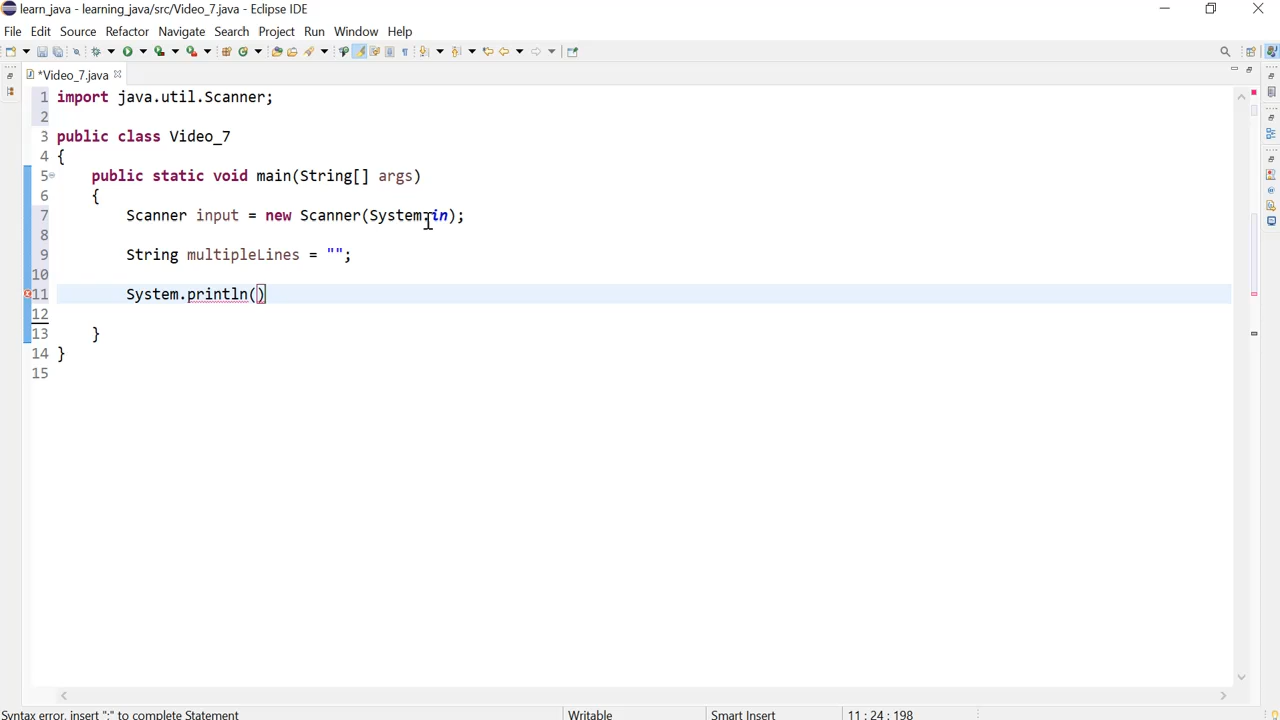 learn_java - learning_java/src/Video_7.java - Eclipse IDE
File Edit Source Refactor Navigate Search Project Run Window Help
*Video_7.java
1 import java.util.Scanner;
2
3 public class Video_7
4 {
5 public static void main(String[] args)
6 {
7 Scanner input = new Scanner(System.in);
8
9 String multipleLines = "";
10
11 System.println()
12
13 }
14 }
15
Syntax error, insert ";" to complete Statement Writable Smart Insert 11 : 24 : 198